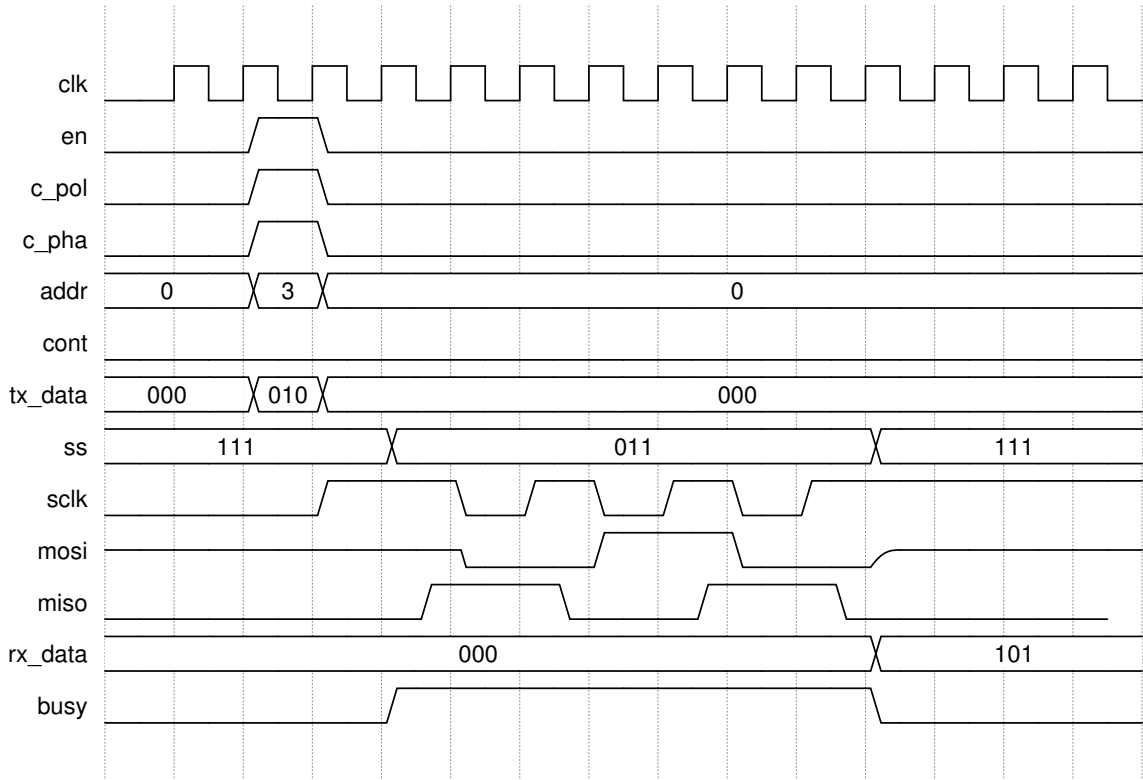 clk
en
c_pol
c_pha
addr 0 3 0
cont
tx_data 000 010 000
ss 111 011 111
sclk
mosi
miso
rx_data 000 101
busy